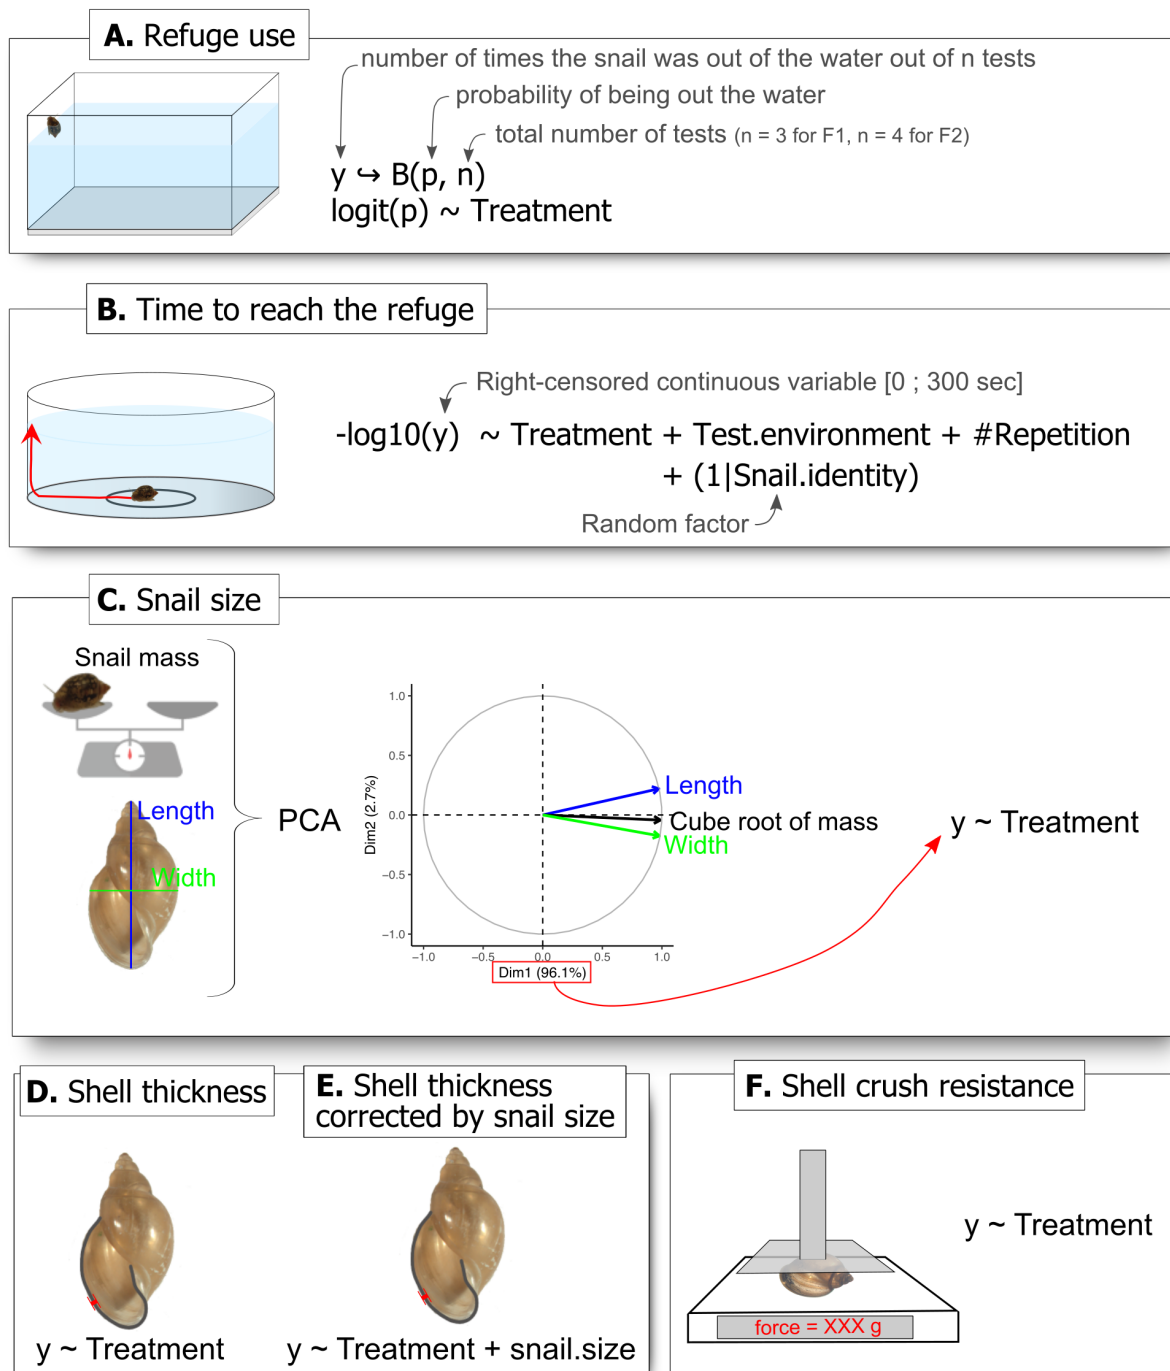 A. Refuge use
number of times the snail was out of the water out of n tests
probability of being out the water
total number of tests (n = 3 for F1, n = 4 for F2)
y ↪ B(p, n)
logit(p) ~ Treatment
B. Time to reach the refuge
Right-censored continuous variable [0 ; 300 sec]
-log10(y) ~ Treatment + Test.environment + #Repetition
+ (1|Snail.identity)
Random factor
C. Snail size
Snail mass
Length
Width
PCA
Dim2 (2.7%)
1.0
0.5
0.0
−0.5
−1.0
−1.0
−0.5
0.0
0.5
1.0
Dim1 (96.1%)
Length
Cube root of mass
Width
y ~ Treatment
D. Shell thickness
y ~ Treatment
E. Shell thickness
corrected by snail size
y ~ Treatment + snail.size
F. Shell crush resistance
y ~ Treatment
force = XXX g